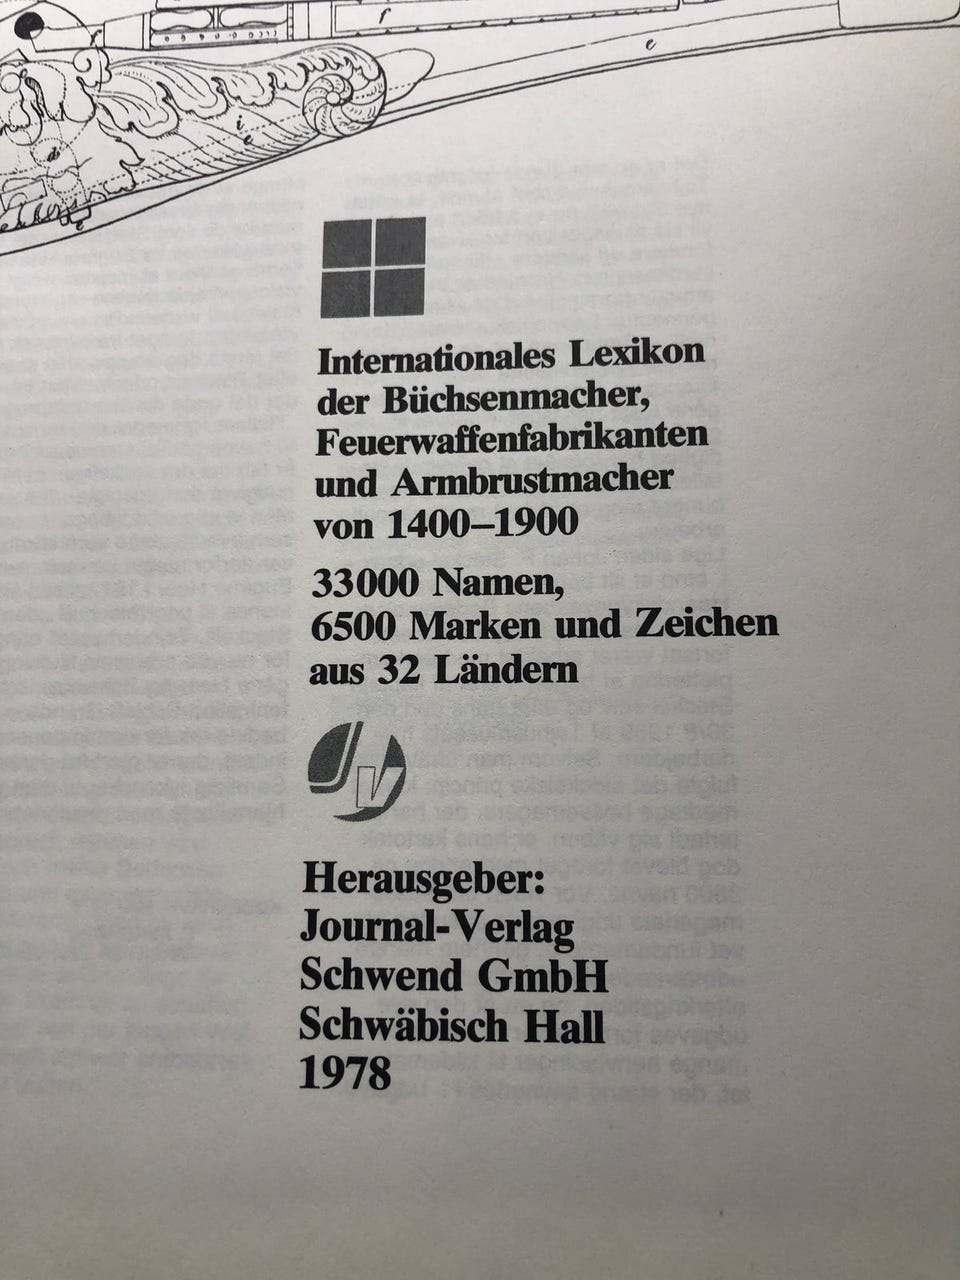 f
e
i
e
Internationales Lexikon
der Büchsenmacher,
Feuerwaffenfabrikanten
und Armbrustmacher
von 1400–1900
33000 Namen,
6500 Marken und Zeichen
aus 32 Ländern
Herausgeber:
Journal-Verlag
Schwend GmbH
Schwäbisch Hall
1978